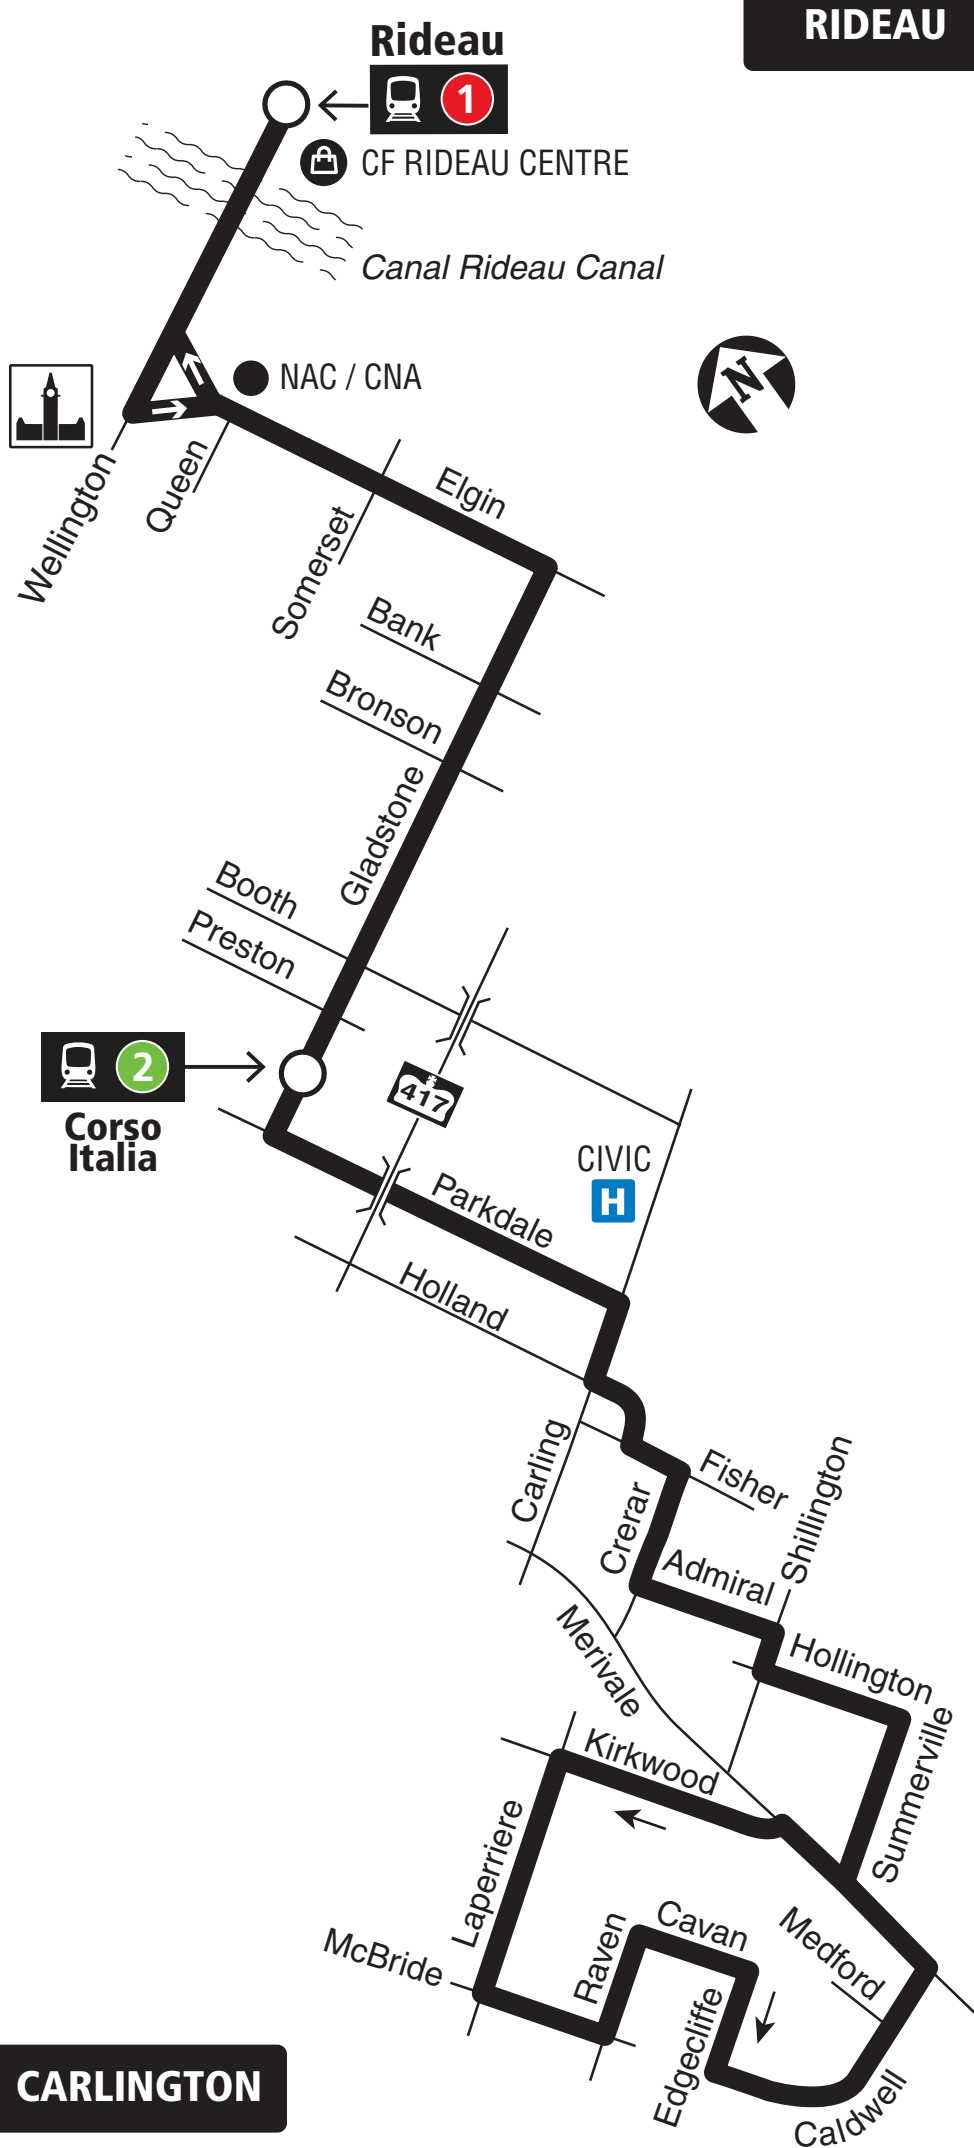 RIDEAU
Rideau
1
CF RIDEAU CENTRE
Canal Rideau Canal
NAC / CNA
N
Wellington
Queen
Somerset
Elgin
Bank
Bronson
Gladstone
Booth
Preston
2
Corso
Italia
417
CIVIC
H
Parkdale
Holland
Carling
Fisher
Shillington
Crerar
Admiral
Merivale
Hollington
Summerville
Kirkwood
Laperriere
McBride
Raven
Cavan
Medford
Edgecliffe
Caldwell
CARLINGTON